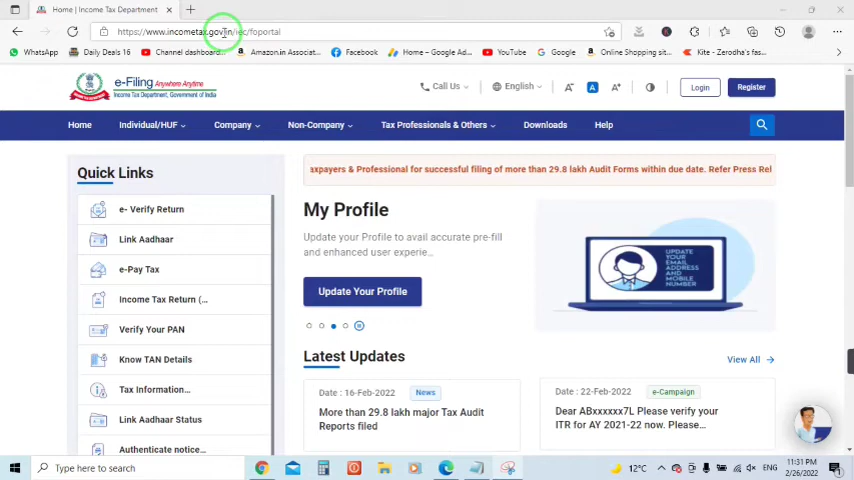 Home | Income Tax Department
https://www.incometax.gov.in/iec/foportal
WhatsApp Daily Deals 16 Channel dashboard... Amazon.in Associat... Facebook Home – Google Ad... YouTube Google Online Shopping sit... Kite - Zerodha's fas...
e-Filing Anywhere Anytime
Income Tax Department, Government of India
Call Us English A A A Login Register
Home Individual/HUF Company Non-Company Tax Professionals & Others Downloads Help
Quick Links
e- Verify Return
Link Aadhaar
e-Pay Tax
Income Tax Return (...
Verify Your PAN
Know TAN Details
Tax Information...
Link Aadhaar Status
Authenticate notice...
axpayers & Professional for successful filing of more than 29.8 lakh Audit Forms within due date. Refer Press Rel
My Profile
Update your Profile to avail accurate pre-fill
and enhanced user experie...
Update Your Profile
UPDATE
YOUR
EMAIL
ADDRESS
AND
MOBILE
NUMBER
Latest Updates
View All
Date : 16-Feb-2022 News
More than 29.8 lakh major Tax Audit
Reports filed
Date : 22-Feb-2022 e-Campaign
Dear ABxxxxxx7L Please verify your
ITR for AY 2021-22 now. Please...
Type here to search
12°C ENG
11:31 PM
2/26/2022